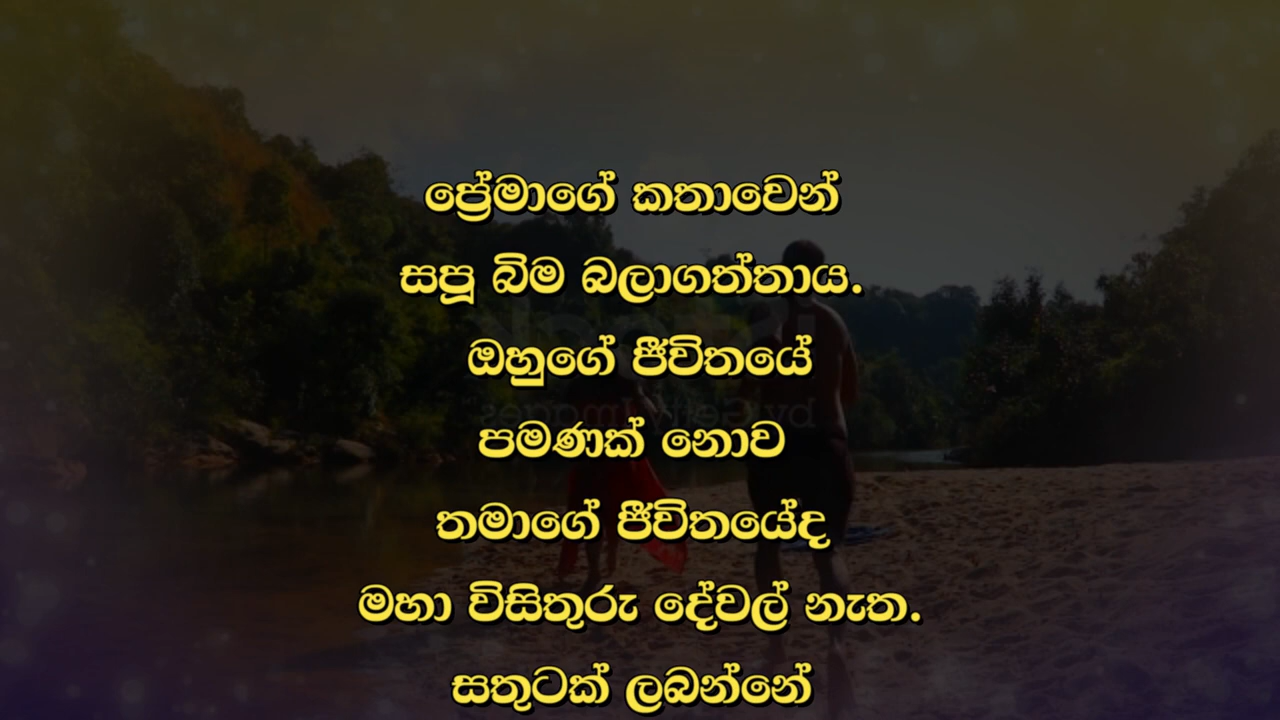 ප්‍රේමාගේ කතාවෙන්
සපූ බිම බලාගත්තාය.
ඔහුගේ ජීවිතයේ
පමණක් නොව
තමාගේ ජීවිතයේද
මහා විසිතුරු දේවල් නැත.
සතුටක් ලබන්නේ